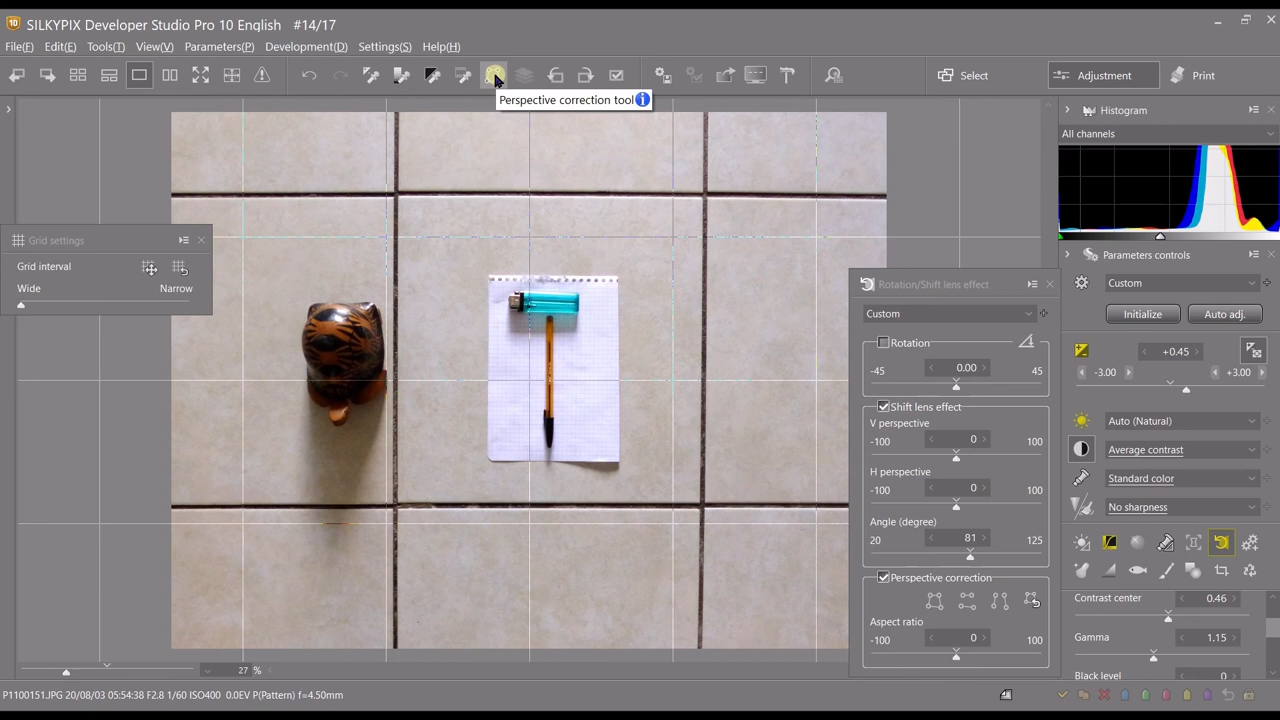 SILKYPIX Developer Studio Pro 10 English #14/17
File(F) Edit(E) Tools(T) View(V) Parameters(P) Development(D) Settings(S) Help(H)
Select Adjustment Print
Perspective correction tool
Histogram
All channels
Grid settings
Grid interval
Wide Narrow
Parameters controls
Custom
Initialize Auto adj.
+0.45
-3.00 +3.00
Auto (Natural)
Average contrast
Standard color
No sharpness
Contrast center 0.46
Gamma 1.15
Black level 0
Rotation/Shift lens effect
Custom
Rotation
0.00
-45 45
Shift lens effect
V perspective
0
-100 100
H perspective
0
-100 100
Angle (degree)
81
20 125
Perspective correction
Aspect ratio
0
-100 100
27 %
P1100151.JPG 20/08/03 05:54:38 F2.8 1/60 ISO400 0.0EV P(Pattern) f=4.50mm